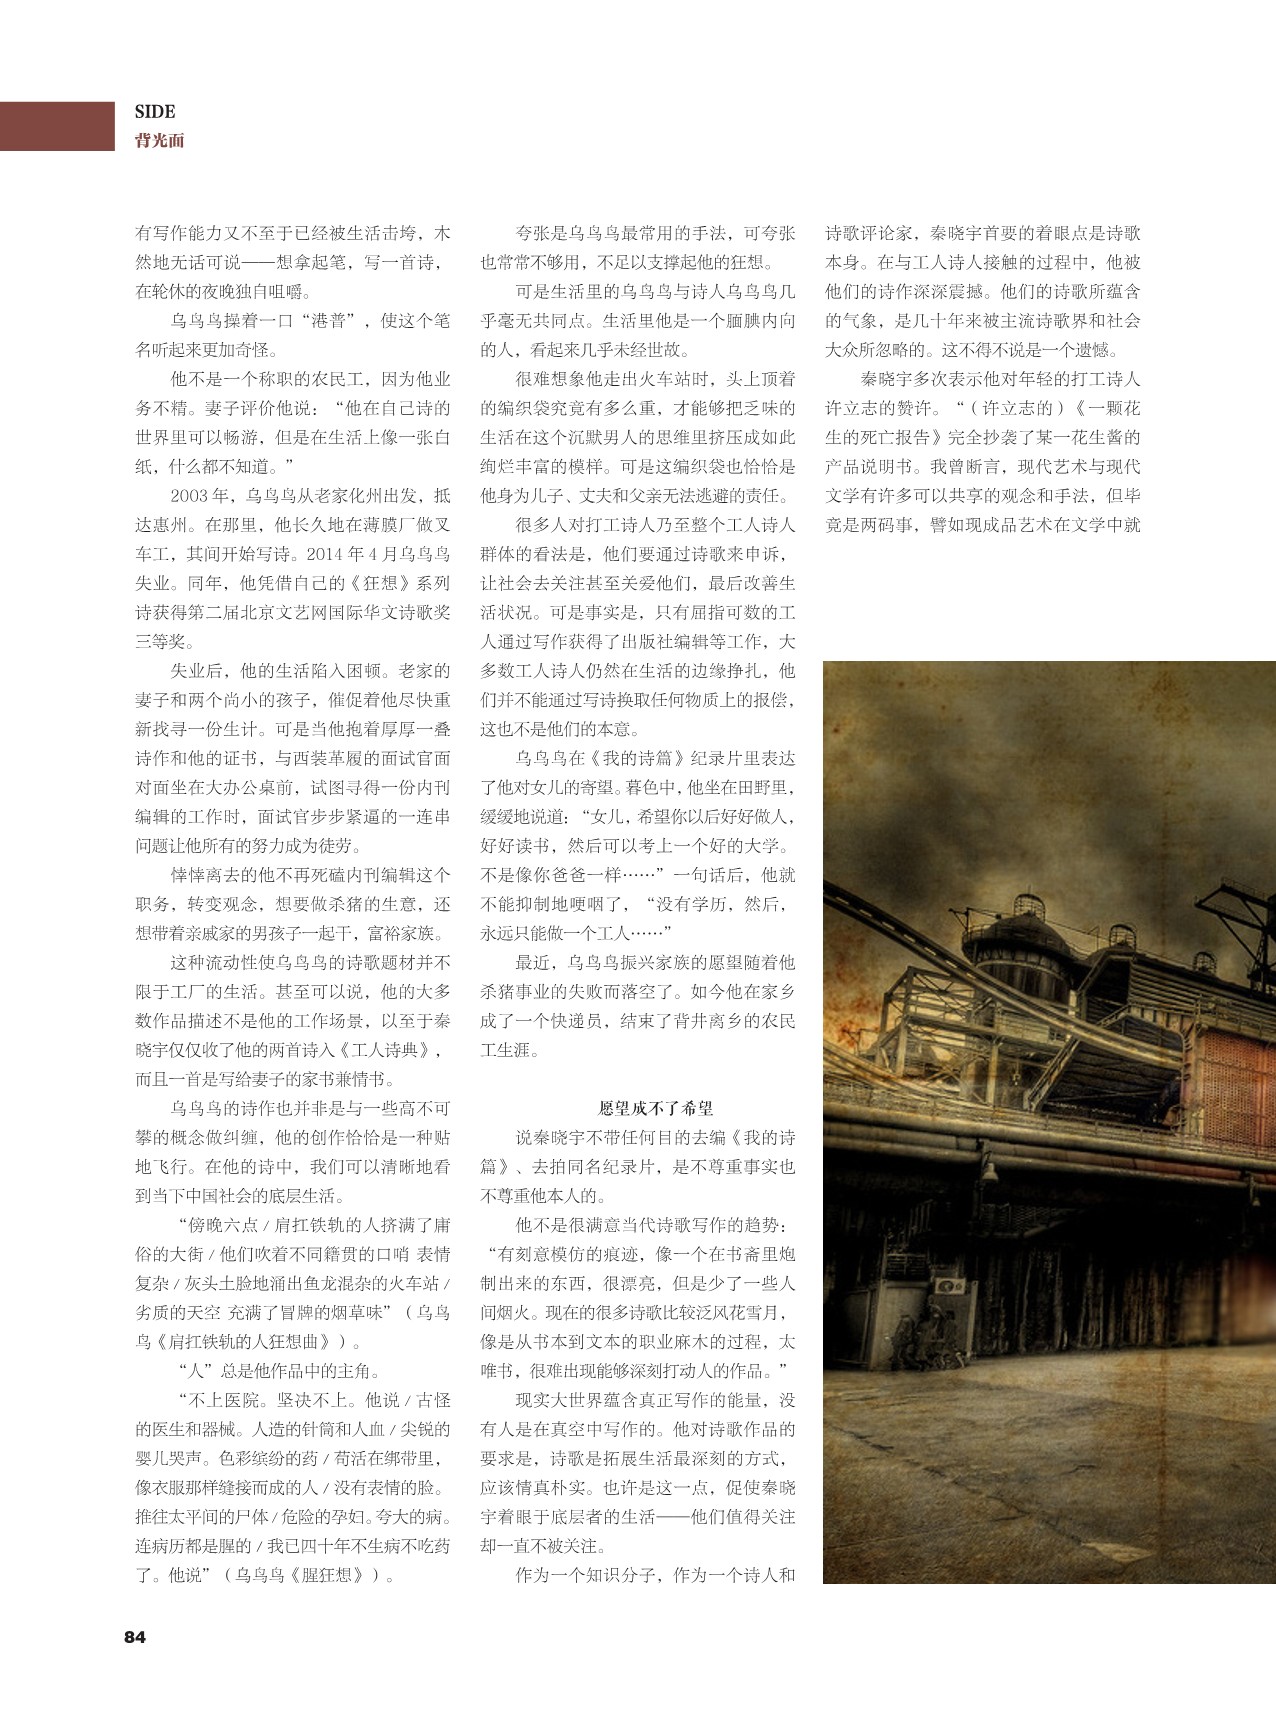 SIDE
背光面
有写作能力又不至于已经被生活击垮，木
然地无话可说——想拿起笔，写一首诗，
在轮休的夜晚独自咀嚼。
乌鸟鸟操着一口“港普”，使这个笔
名听起来更加奇怪。
他不是一个称职的农民工，因为他业
务不精。妻子评价他说：“他在自己诗的
世界里可以畅游，但是在生活上像一张白
纸，什么都不知道。”
2003 年，乌鸟鸟从老家化州出发，抵
达惠州。在那里，他长久地在薄膜厂做叉
车工，其间开始写诗。2014 年 4 月乌鸟鸟
失业。同年，他凭借自己的《狂想》系列
诗获得第二届北京文艺网国际华文诗歌奖
三等奖。
失业后，他的生活陷入困顿。老家的
妻子和两个尚小的孩子，催促着他尽快重
新找寻一份生计。可是当他抱着厚厚一叠
诗作和他的证书，与西装革履的面试官面
对面坐在大办公桌前，试图寻得一份内刊
编辑的工作时，面试官步步紧逼的一连串
问题让他所有的努力成为徒劳。
悻悻离去的他不再死磕内刊编辑这个
职务，转变观念，想要做杀猪的生意，还
想带着亲戚家的男孩子一起干，富裕家族。
这种流动性使乌鸟鸟的诗歌题材并不
限于工厂的生活。甚至可以说，他的大多
数作品描述不是他的工作场景，以至于秦
晓宇仅仅收了他的两首诗入《工人诗典》，
而且一首是写给妻子的家书兼情书。
乌鸟鸟的诗作也并非是与一些高不可
攀的概念做纠缠，他的创作恰恰是一种贴
地飞行。在他的诗中，我们可以清晰地看
到当下中国社会的底层生活。
“傍晚六点 / 肩扛铁轨的人挤满了庸
俗的大街 / 他们吹着不同籍贯的口哨 表情
复杂 / 灰头土脸地涌出鱼龙混杂的火车站 /
劣质的天空 充满了冒牌的烟草味”（乌鸟
鸟《肩扛铁轨的人狂想曲》）。
“人”总是他作品中的主角。
“不上医院。坚决不上。他说 / 古怪
的医生和器械。人造的针筒和人血 / 尖锐的
婴儿哭声。色彩缤纷的药 / 苟活在绑带里，
像衣服那样缝接而成的人 / 没有表情的脸。
推往太平间的尸体 / 危险的孕妇。夸大的病。
连病历都是腥的 / 我已四十年不生病不吃药
了。他说”（乌鸟鸟《腥狂想》）。
夸张是乌鸟鸟最常用的手法，可夸张
也常常不够用，不足以支撑起他的狂想。
可是生活里的乌鸟鸟与诗人乌鸟鸟几
乎毫无共同点。生活里他是一个腼腆内向
的人，看起来几乎未经世故。
很难想象他走出火车站时，头上顶着
的编织袋究竟有多么重，才能够把乏味的
生活在这个沉默男人的思维里挤压成如此
绚烂丰富的模样。可是这编织袋也恰恰是
他身为儿子、丈夫和父亲无法逃避的责任。
很多人对打工诗人乃至整个工人诗人
群体的看法是，他们要通过诗歌来申诉，
让社会去关注甚至关爱他们，最后改善生
活状况。可是事实是，只有屈指可数的工
人通过写作获得了出版社编辑等工作，大
多数工人诗人仍然在生活的边缘挣扎，他
们并不能通过写诗换取任何物质上的报偿，
这也不是他们的本意。
乌鸟鸟在《我的诗篇》纪录片里表达
了他对女儿的寄望。暮色中，他坐在田野里，
缓缓地说道：“女儿，希望你以后好好做人，
好好读书，然后可以考上一个好的大学。
不是像你爸爸一样……”一句话后，他就
不能抑制地哽咽了，“没有学历，然后，
永远只能做一个工人……”
最近，乌鸟鸟振兴家族的愿望随着他
杀猪事业的失败而落空了。如今他在家乡
成了一个快递员，结束了背井离乡的农民
工生涯。
愿望成不了希望
说秦晓宇不带任何目的去编《我的诗
篇》、去拍同名纪录片，是不尊重事实也
不尊重他本人的。
他不是很满意当代诗歌写作的趋势：
“有刻意模仿的痕迹，像一个在书斋里炮
制出来的东西，很漂亮，但是少了一些人
间烟火。现在的很多诗歌比较泛风花雪月，
像是从书本到文本的职业麻木的过程，太
唯书，很难出现能够深刻打动人的作品。”
现实大世界蕴含真正写作的能量，没
有人是在真空中写作的。他对诗歌作品的
要求是，诗歌是拓展生活最深刻的方式，
应该情真朴实。也许是这一点，促使秦晓
宇着眼于底层者的生活——他们值得关注
却一直不被关注。
作为一个知识分子，作为一个诗人和
诗歌评论家，秦晓宇首要的着眼点是诗歌
本身。在与工人诗人接触的过程中，他被
他们的诗作深深震撼。他们的诗歌所蕴含
的气象，是几十年来被主流诗歌界和社会
大众所忽略的。这不得不说是一个遗憾。
秦晓宇多次表示他对年轻的打工诗人
许立志的赞许。“（许立志的）《一颗花
生的死亡报告》完全抄袭了某一花生酱的
产品说明书。我曾断言，现代艺术与现代
文学有许多可以共享的观念和手法，但毕
竟是两码事，譬如现成品艺术在文学中就
84